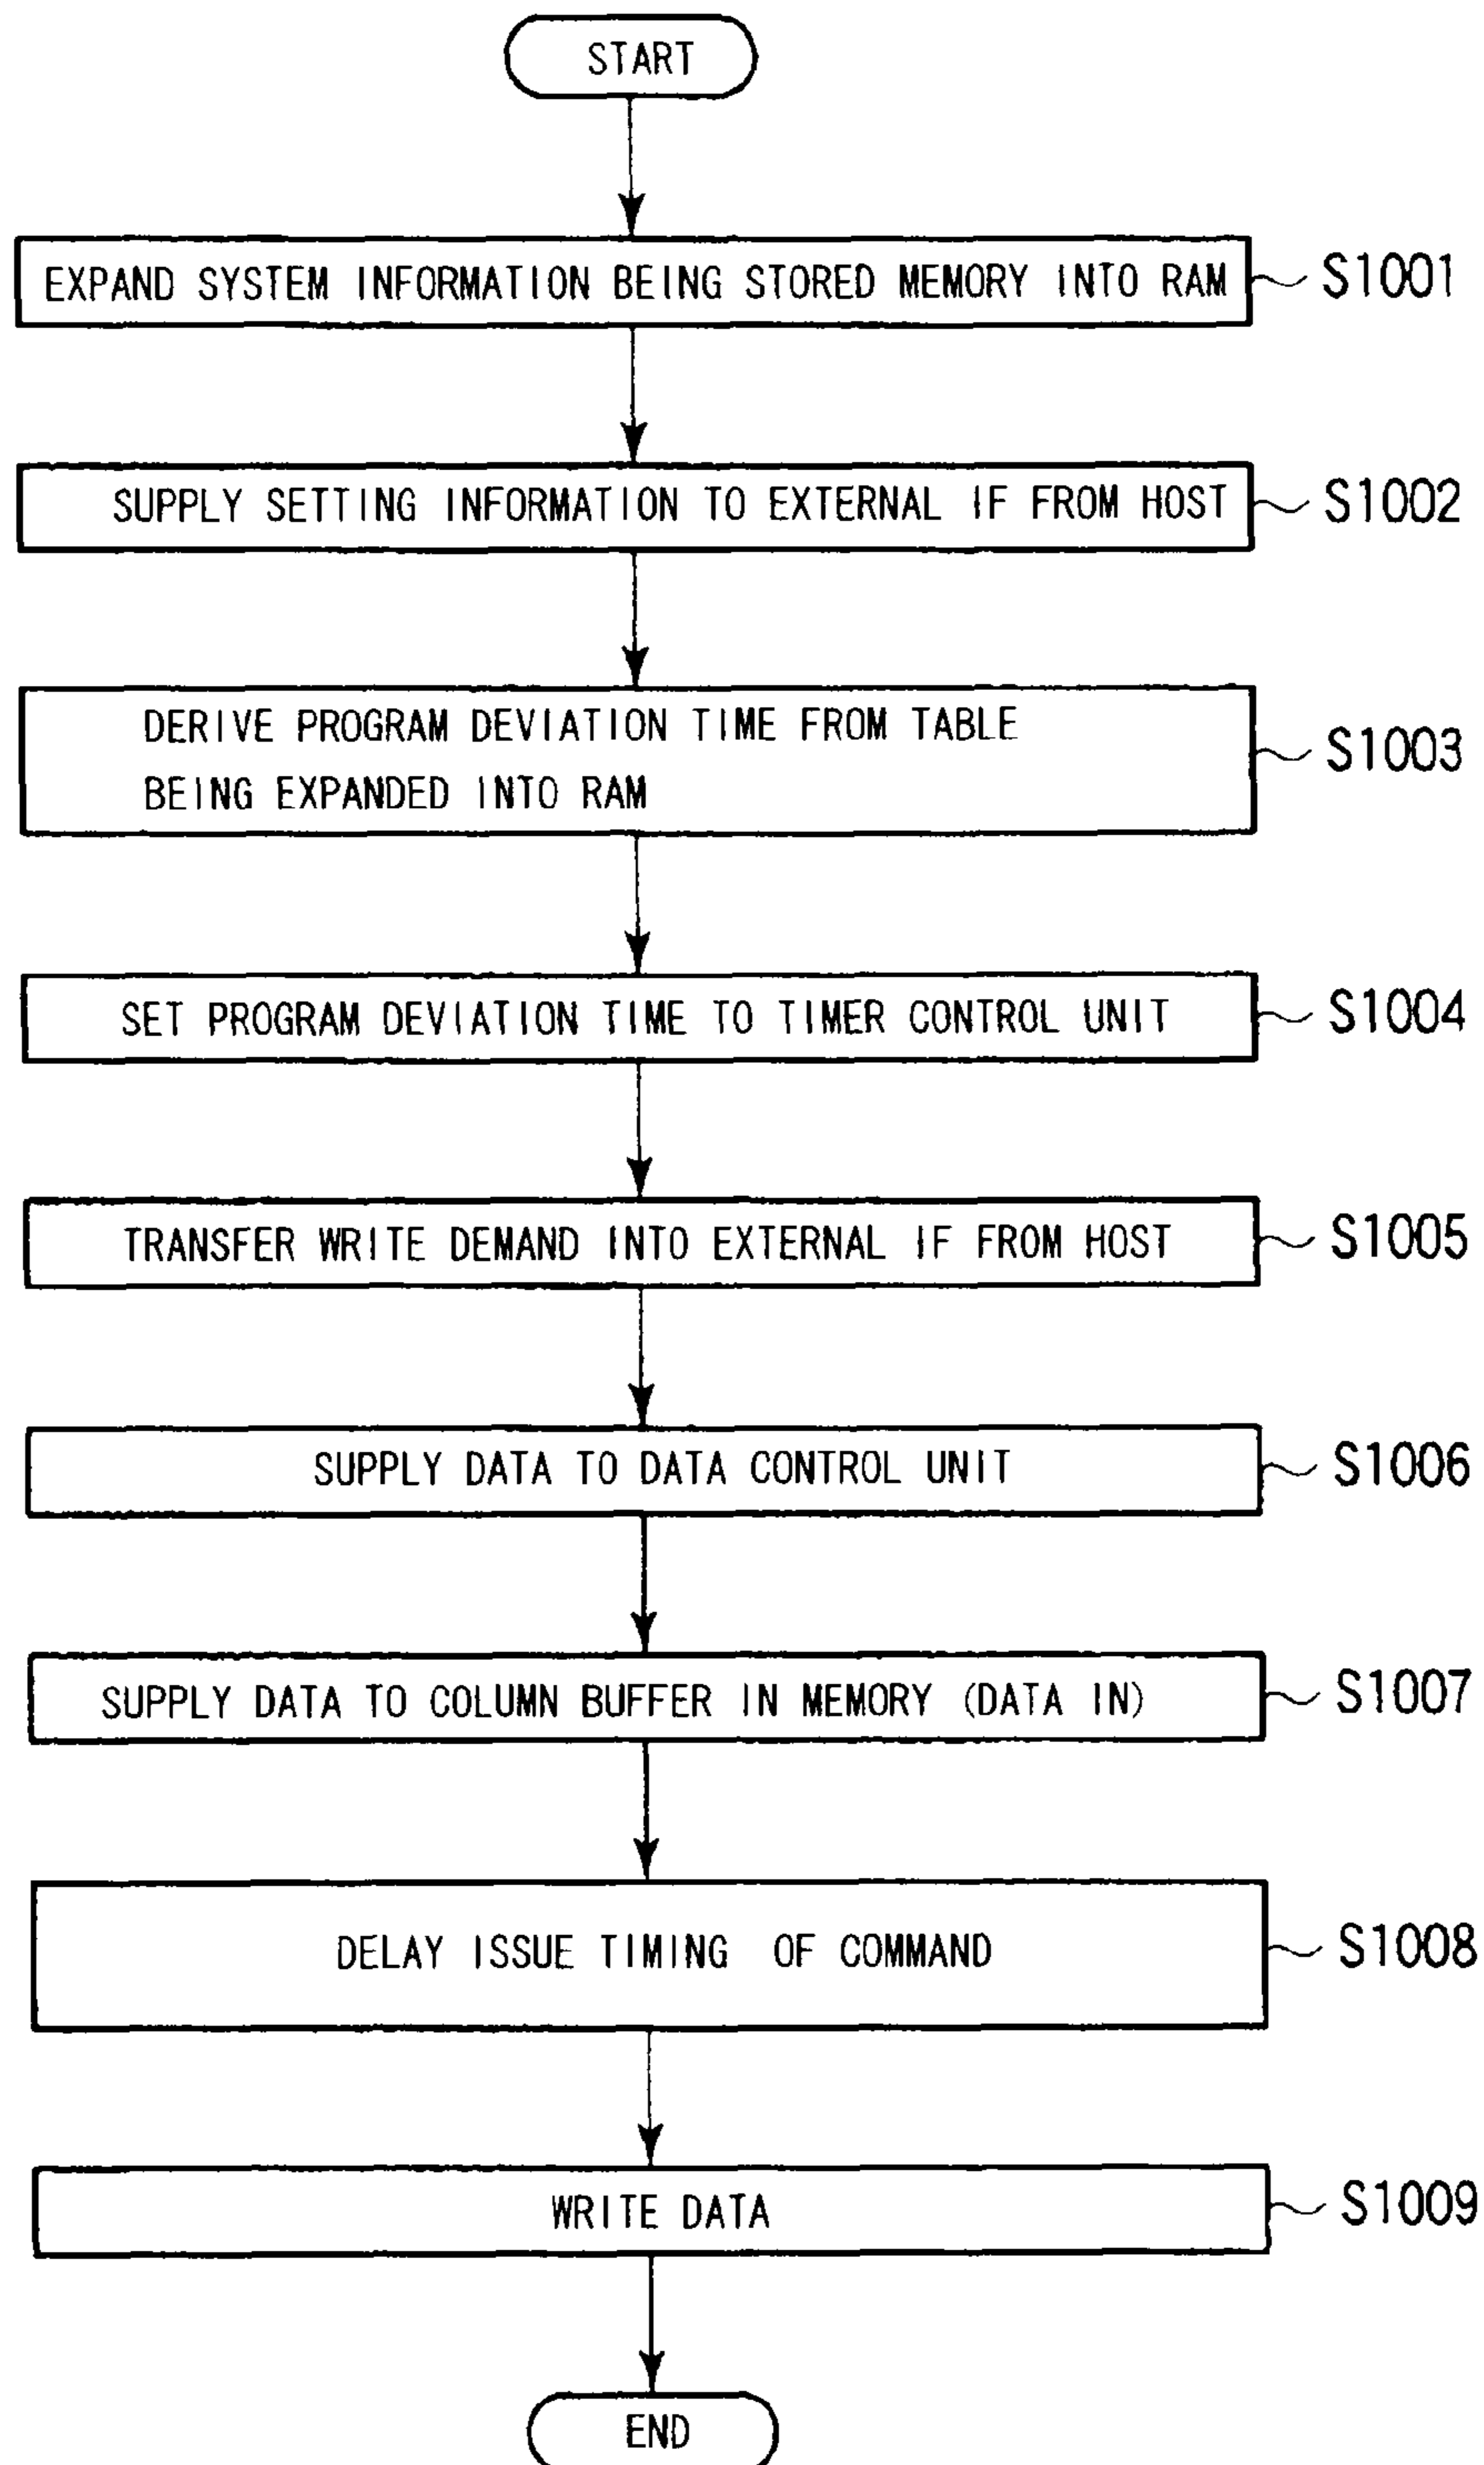 START
EXPAND SYSTEM INFORMATION BEING STORED MEMORY INTO RAM S1001
SUPPLY SETTING INFORMATION TO EXTERNAL IF FROM HOST S1002
DERIVE PROGRAM DEVIATION TIME FROM TABLE
BEING EXPANDED INTO RAM
S1003
SET PROGRAM DEVIATION TIME TO TIMER CONTROL UNIT S1004
TRANSFER WRITE DEMAND INTO EXTERNAL IF FROM HOST S1005
SUPPLY DATA TO DATA CONTROL UNIT S1006
SUPPLY DATA TO COLUMN BUFFER IN MEMORY (DATA IN) S1007
DELAY ISSUE TIMING OF COMMAND S1008
WRITE DATA S1009
END